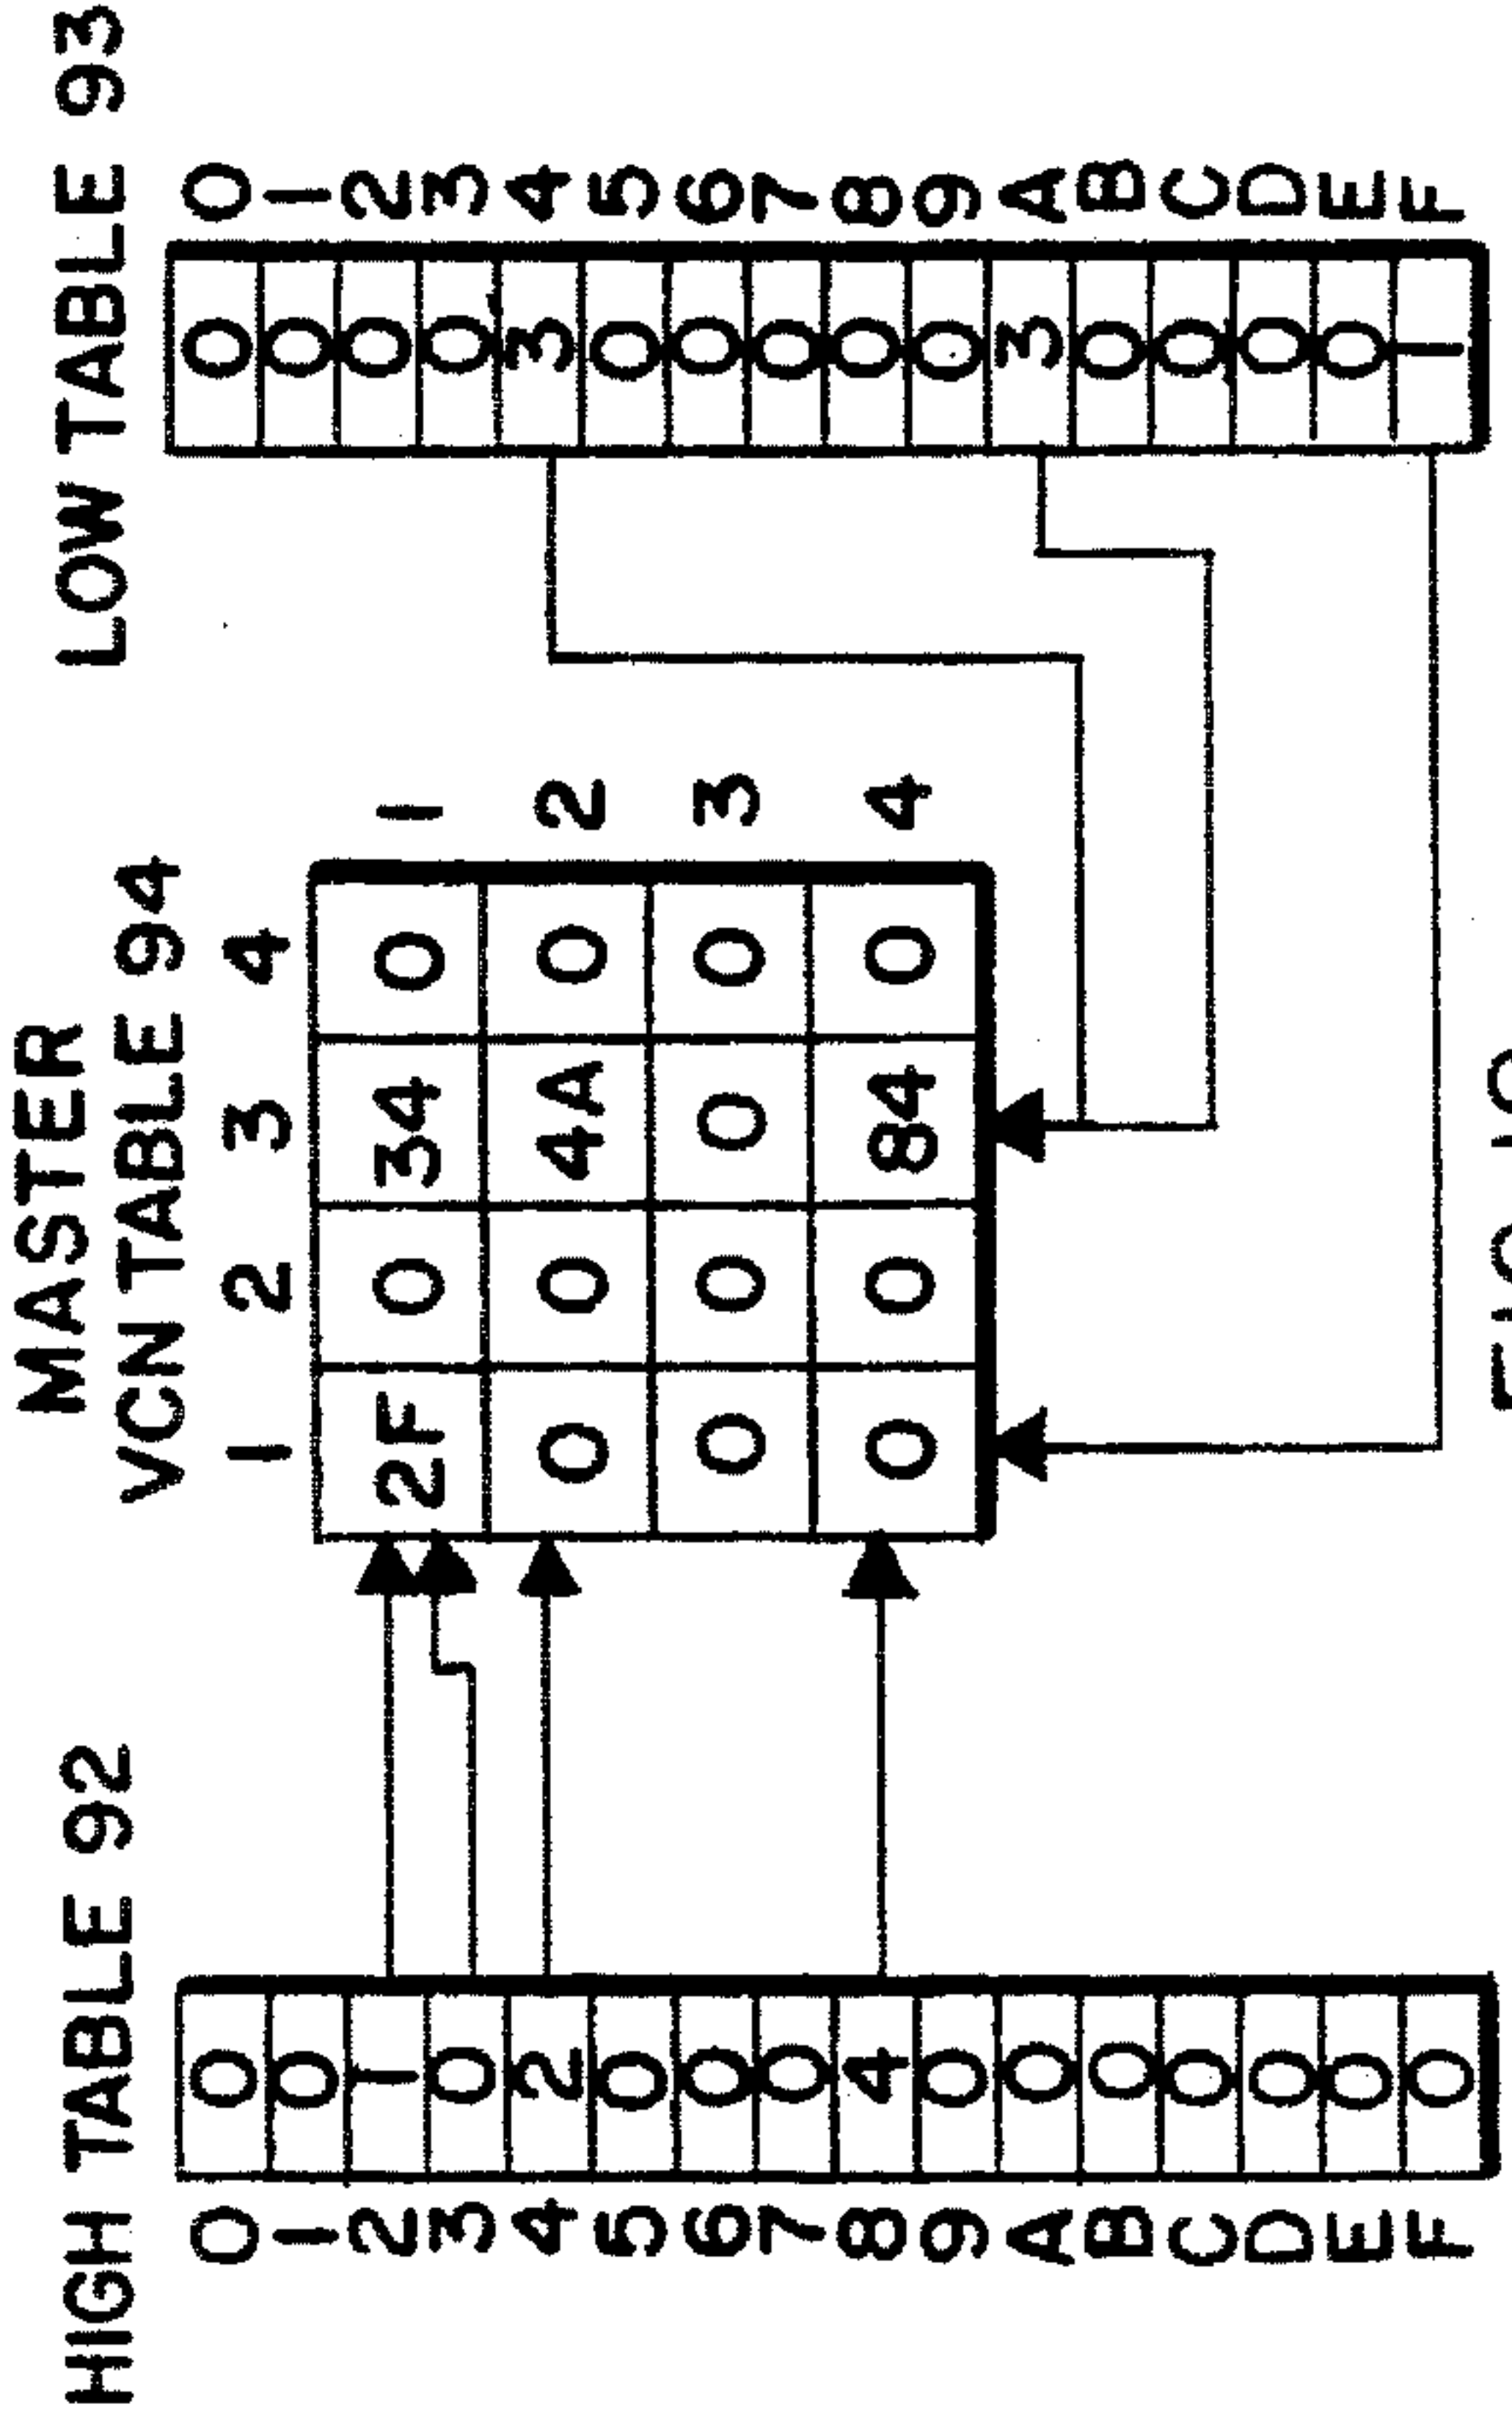 HIGH TABLE 92
0 0
1 0
2 1
3 0
4 2
5 0
6 0
7 0
8 4
9 0
A 0
B 0
C 0
D 0
E 0
F 0
MASTER
VCN TABLE 94
1 2 3 4
2F 0 34 0 1
0 0 4A 0 2
0 0 0 0 3
0 0 84 0 4
LOW TABLE 93
0 0
0 1
0 2
0 3
3 4
0 5
0 6
0 7
0 8
0 9
3 A
0 B
0 C
0 D
0 E
1 F